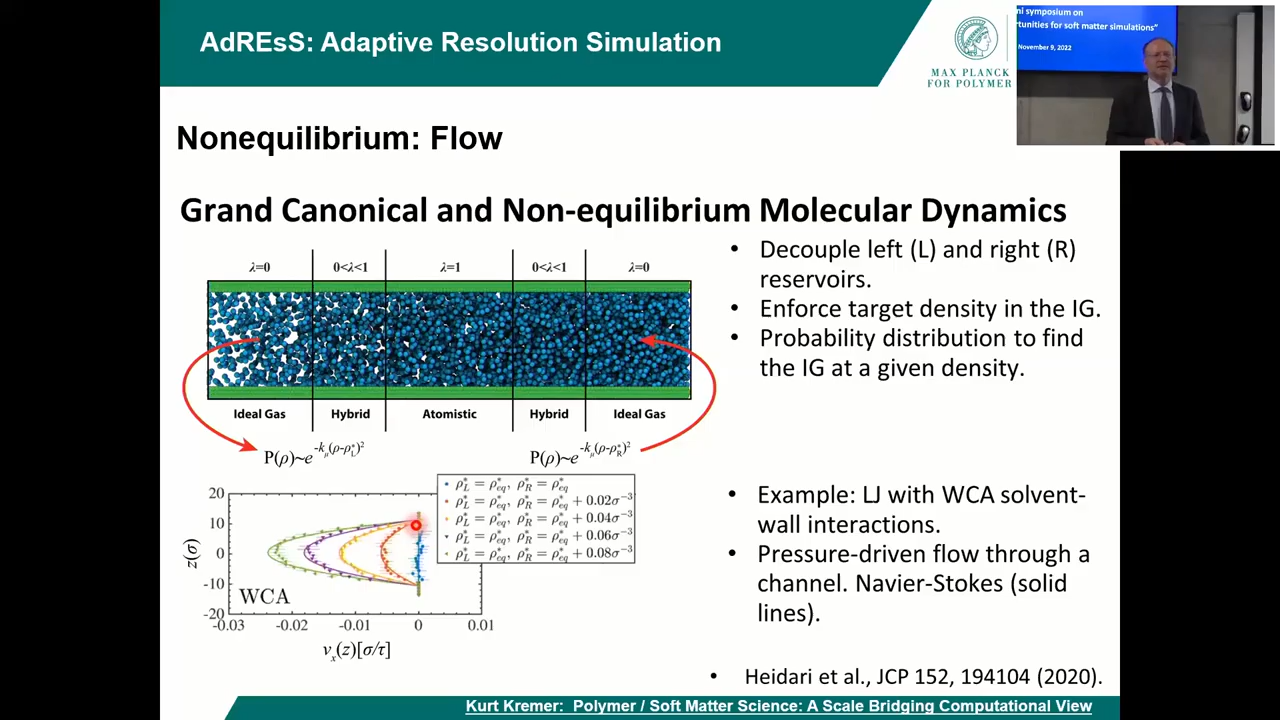 AdREsS: Adaptive Resolution Simulation
MAX PLANCK
FOR POLYMER
ni symposium on
rtunities for soft matter simulations"
November 9, 2022
Nonequilibrium: Flow
Grand Canonical and Non-equilibrium Molecular Dynamics
λ=0 0<λ<1 λ=1 0<λ<1 λ=0
Ideal Gas Hybrid Atomistic Hybrid Ideal Gas
P(ρ)~e^{-k_μ(ρ-ρ*_L)^2} P(ρ)~e^{-k_μ(ρ-ρ*_R)^2}
• Decouple left (L) and right (R)
reservoirs.
• Enforce target density in the IG.
• Probability distribution to find
the IG at a given density.
ρ*_L = ρ*_eq, ρ*_R = ρ*_eq
ρ*_L = ρ*_eq, ρ*_R = ρ*_eq + 0.02σ⁻³
ρ*_L = ρ*_eq, ρ*_R = ρ*_eq + 0.04σ⁻³
ρ*_L = ρ*_eq, ρ*_R = ρ*_eq + 0.06σ⁻³
ρ*_L = ρ*_eq, ρ*_R = ρ*_eq + 0.08σ⁻³
20
10
0
-10
-20
z(σ)
WCA
-0.03 -0.02 -0.01 0 0.01
v_x(z)[σ/τ]
• Example: LJ with WCA solvent-
wall interactions.
• Pressure-driven flow through a
channel. Navier-Stokes (solid
lines).
• Heidari et al., JCP 152, 194104 (2020).
Kurt Kremer: Polymer / Soft Matter Science: A Scale Bridging Computational View